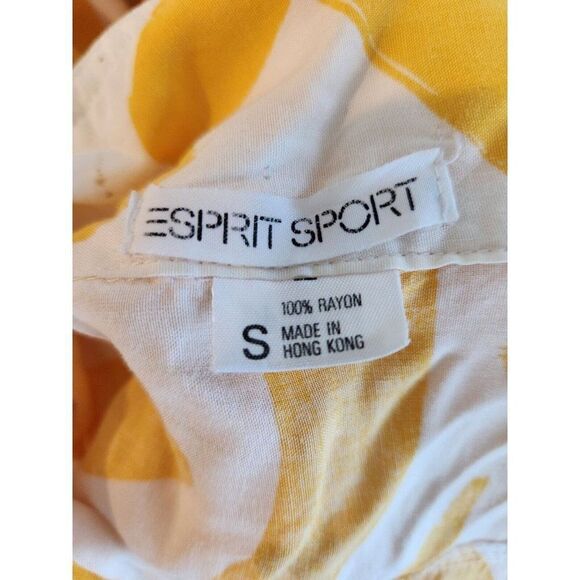 ESPRIT SPORT
100% RAYON
S MADE IN
HONG KONG